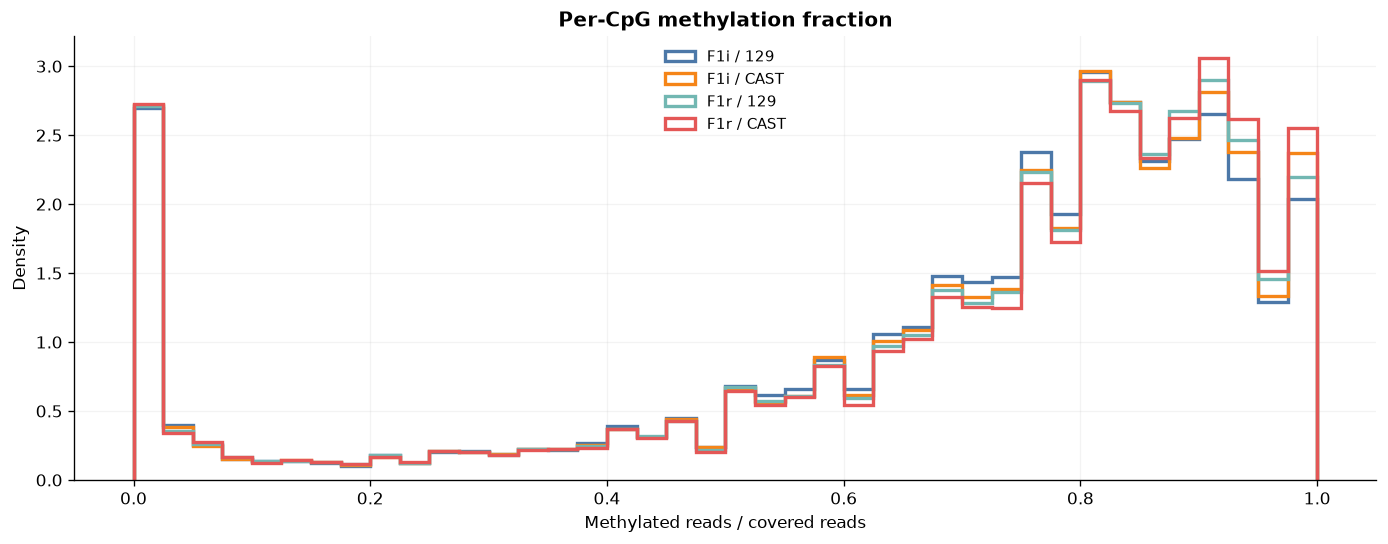 Per-CpG methylation fraction
F1i / 129
F1i / CAST
F1r / 129
F1r / CAST
3.0
2.5
2.0
1.5
1.0
0.5
0.0
Density
0.0 0.2 0.4 0.6 0.8 1.0
Methylated reads / covered reads